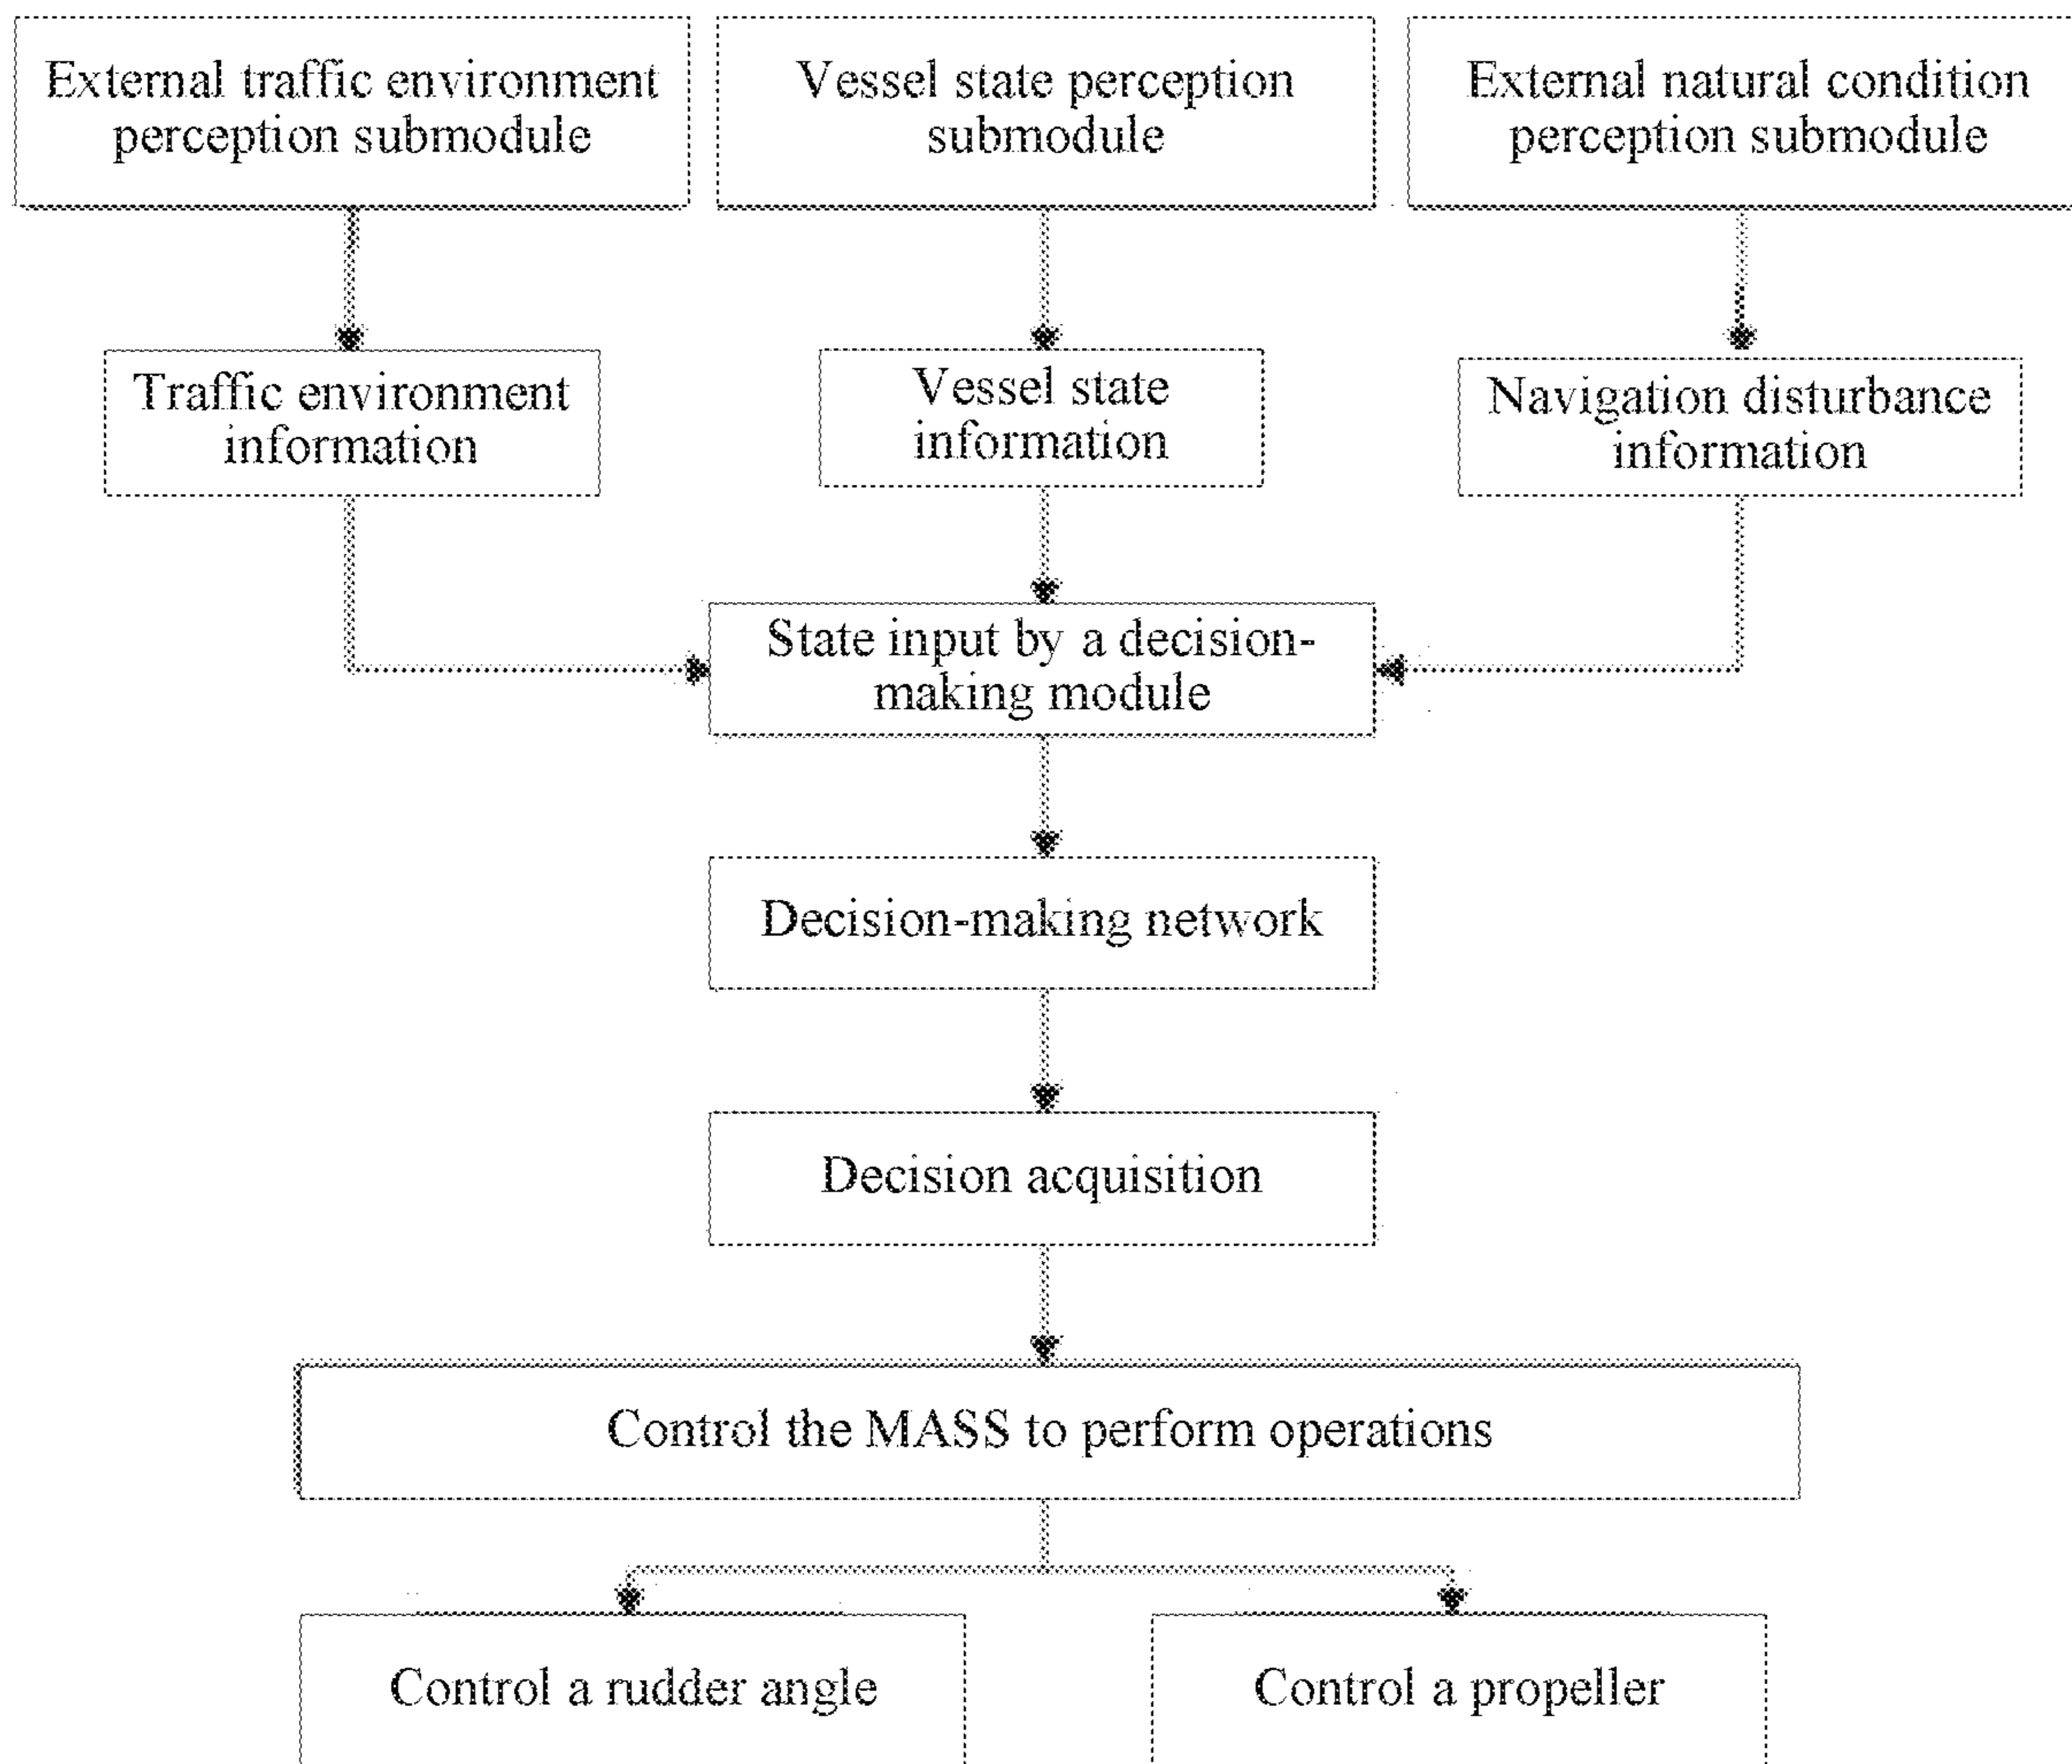 External traffic environment
perception submodule
Vessel state perception
submodule
External natural condition
perception submodule
Traffic environment
information
Vessel state
information
Navigation disturbance
information
State input by a decision-
making module
Decision-making network
Decision acquisition
Control the MASS to perform operations
Control a rudder angle
Control a propeller